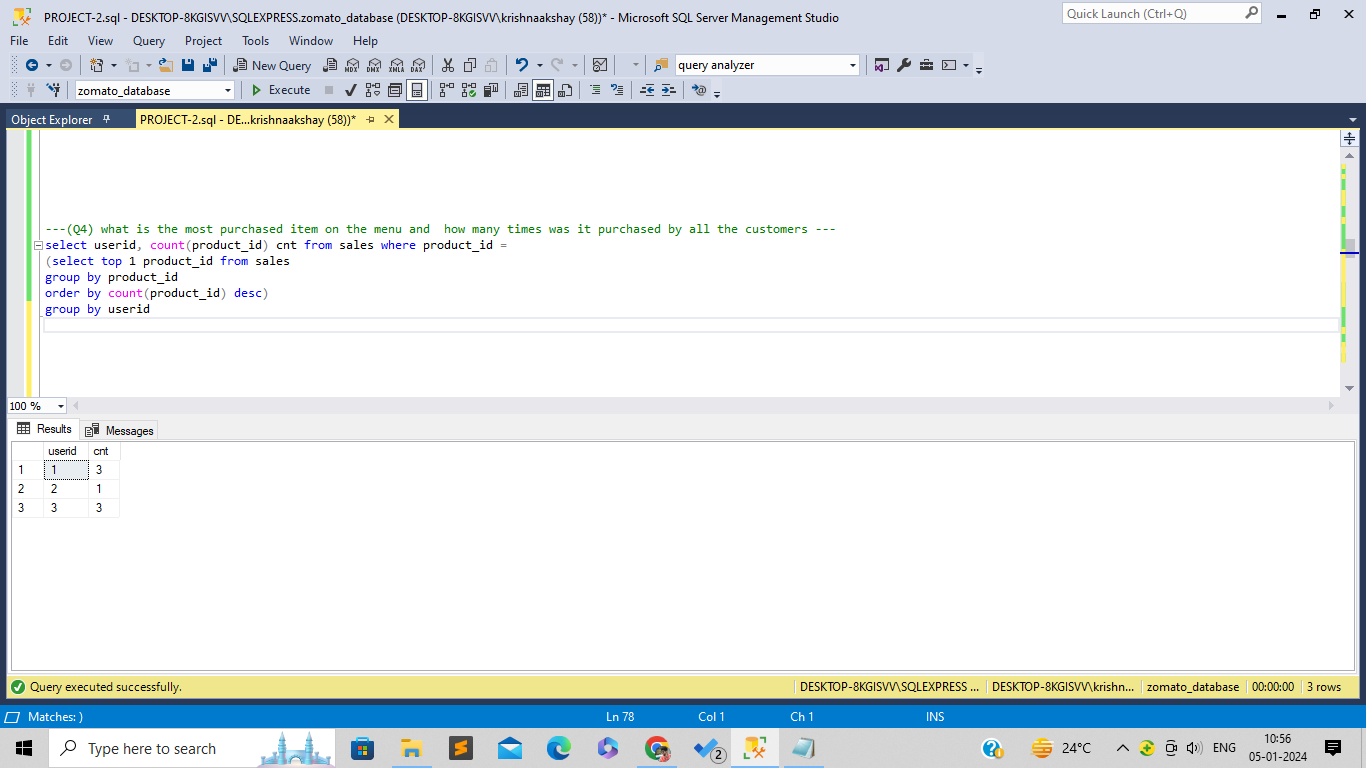 PROJECT-2.sql - DESKTOP-8KGISVV\SQLEXPRESS.zomato_database (DESKTOP-8KGISVV\krishnaakshay (58))* - Microsoft SQL Server Management Studio
Quick Launch (Ctrl+Q)
File Edit View Query Project Tools Window Help
New Query MDX DMX XMLA DAX query analyzer
zomato_database Execute
Object Explorer PROJECT-2.sql - DE...krishnaakshay (58))*
---(Q4) what is the most purchased item on the menu and  how many times was it purchased by all the customers ---
select userid, count(product_id) cnt from sales where product_id =
(select top 1 product_id from sales
group by product_id
order by count(product_id) desc)
group by userid
100 %
Results Messages
userid cnt
1 1 3
2 2 1
3 3 3
Query executed successfully. DESKTOP-8KGISVV\SQLEXPRESS ... DESKTOP-8KGISVV\krishn... zomato_database 00:00:00 3 rows
Matches: ) Ln 78 Col 1 Ch 1 INS
Type here to search 2 24°C ENG 10:56
05-01-2024